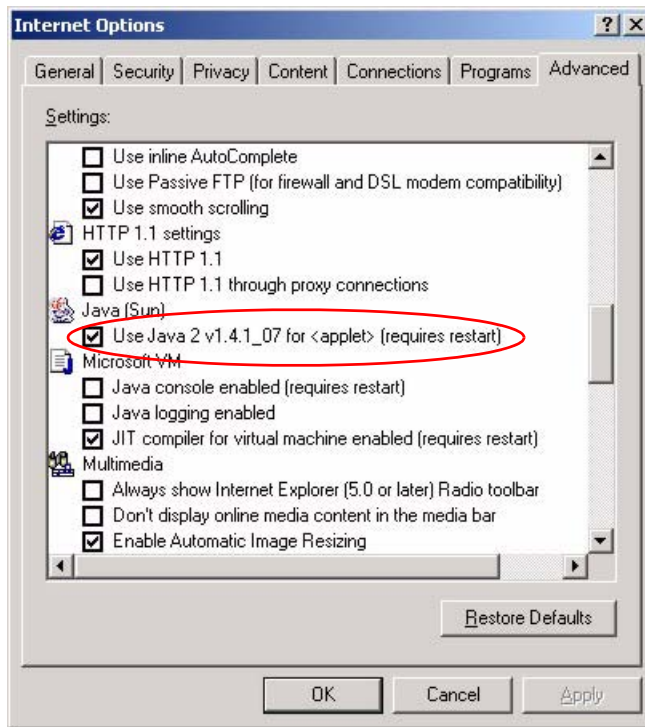 Internet Options
General Security Privacy Content Connections Programs Advanced
Settings:
Use inline AutoComplete
Use Passive FTP (for firewall and DSL modem compatibility)
Use smooth scrolling
HTTP 1.1 settings
Use HTTP 1.1
Use HTTP 1.1 through proxy connections
Java (Sun)
Use Java 2 v1.4.1_07 for <applet> (requires restart)
Microsoft VM
Java console enabled (requires restart)
Java logging enabled
JIT compiler for virtual machine enabled (requires restart)
Multimedia
Always show Internet Explorer (5.0 or later) Radio toolbar
Don't display online media content in the media bar
Enable Automatic Image Resizing
Restore Defaults
OK Cancel Apply